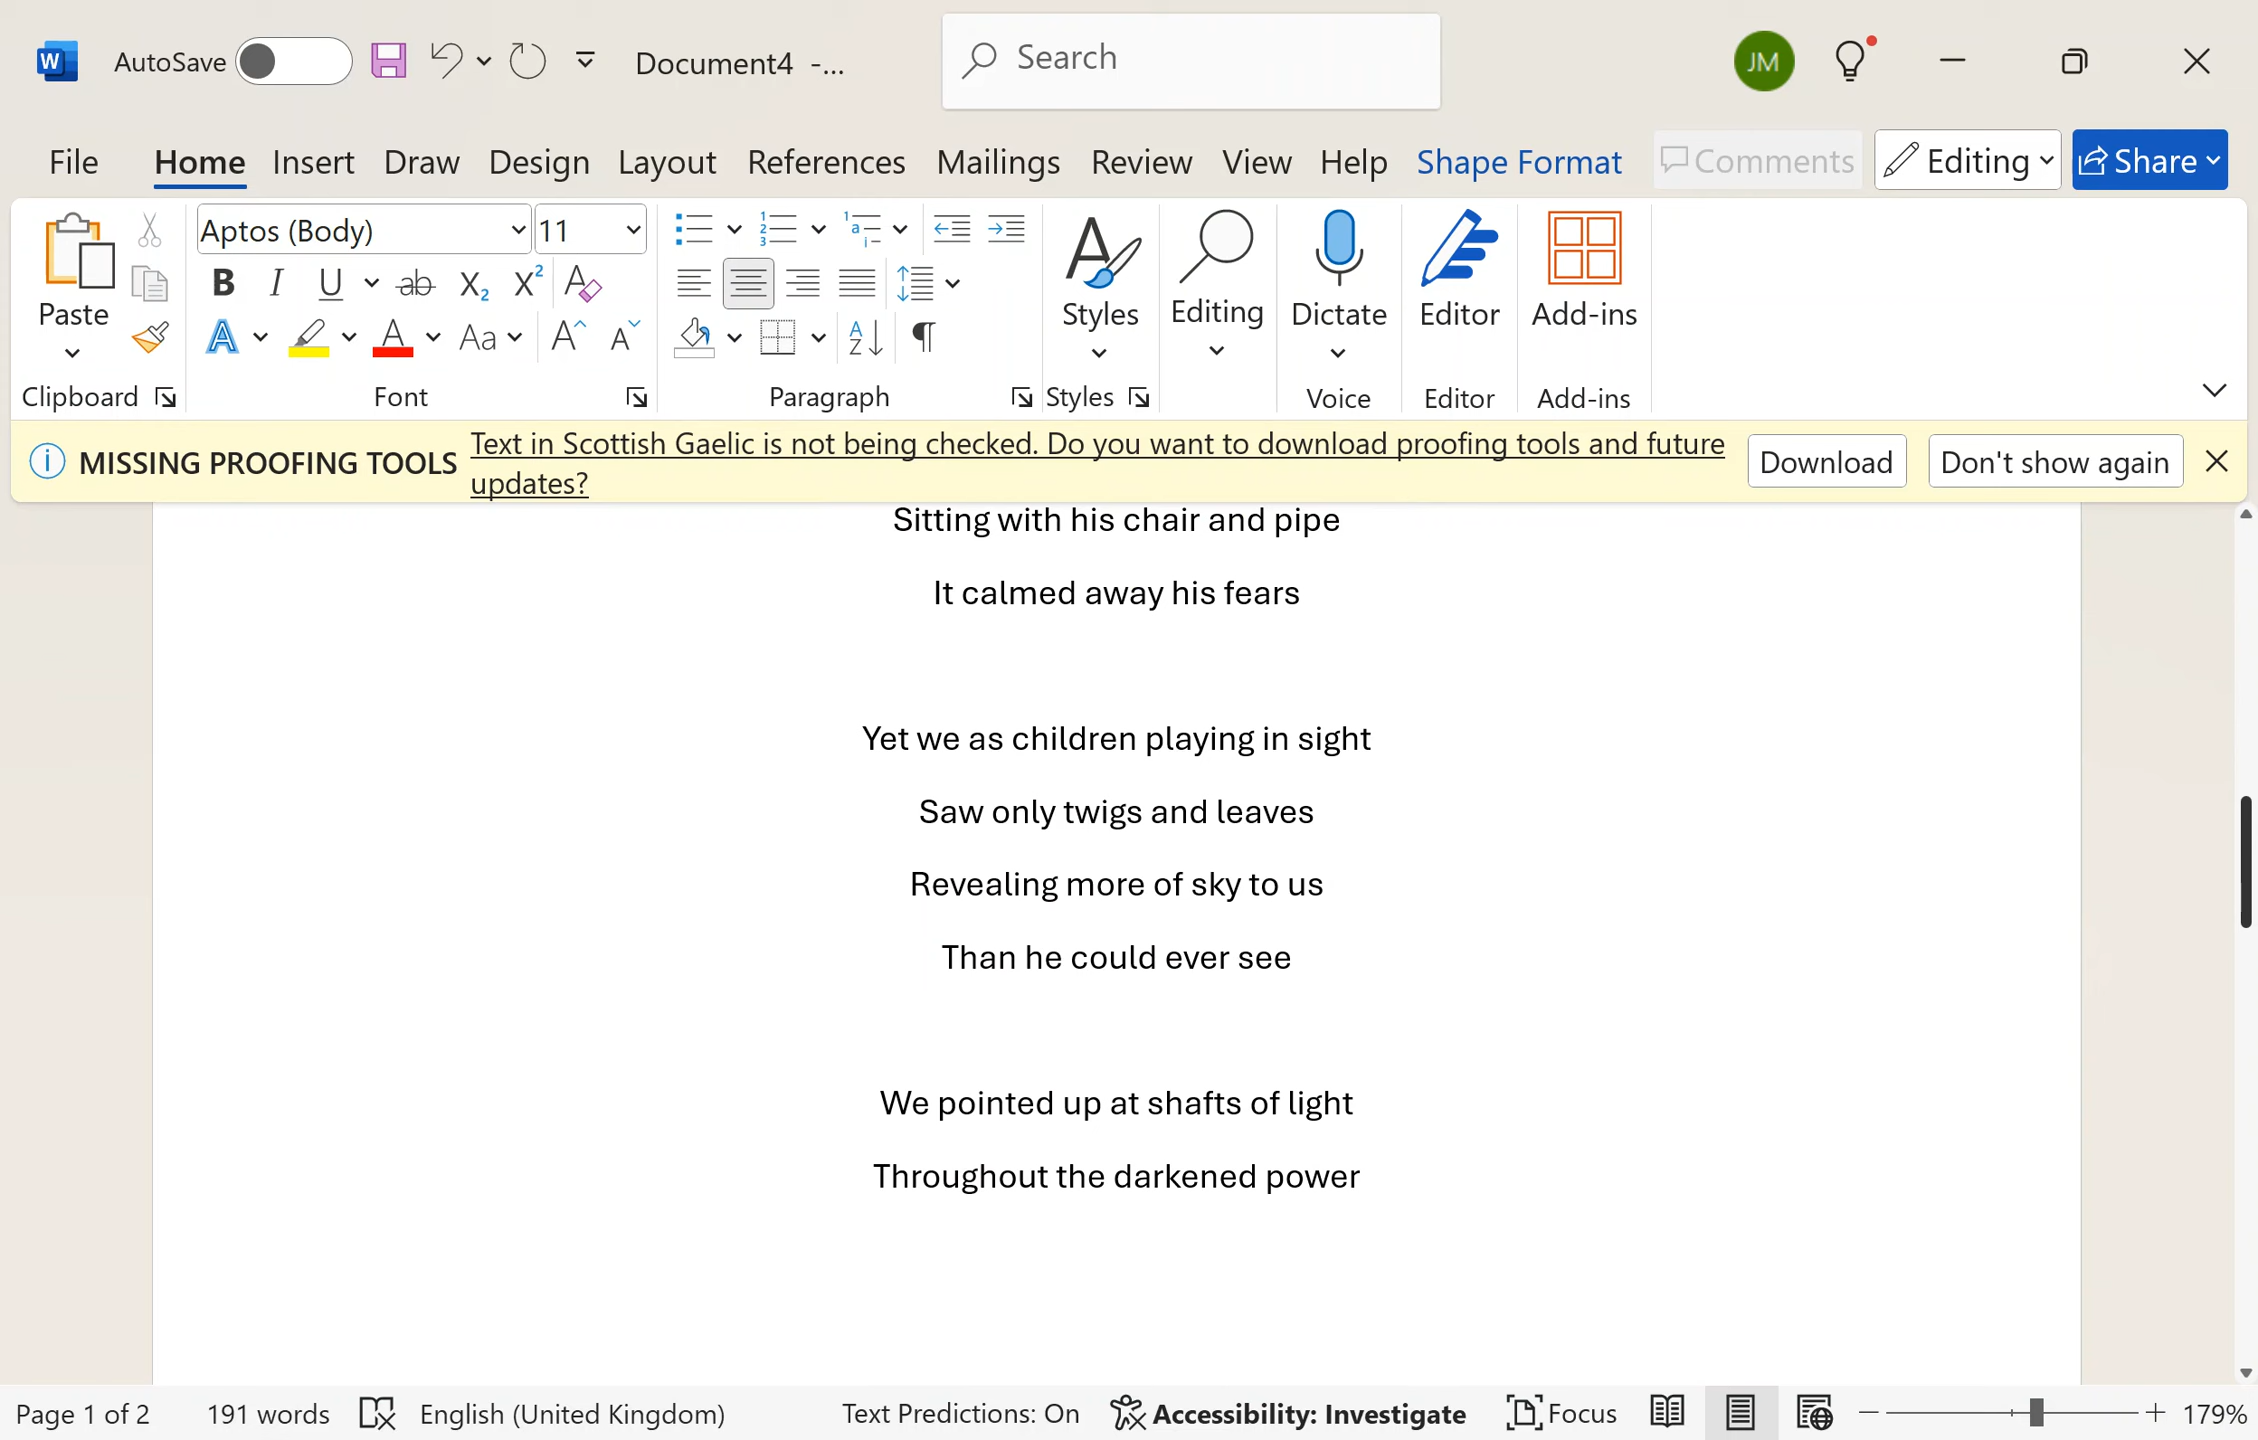 AutoSave
Document4 -...
Search
JM
File Home Insert Draw Design Layout References Mailings Review View Help Shape Format Comments Editing Share
Paste
Clipboard
Aptos (Body) 11
Font
Paragraph
Styles
Styles
Editing
Dictate
Voice
Editor
Editor
Add-ins
Add-ins
MISSING PROOFING TOOLS Text in Scottish Gaelic is not being checked. Do you want to download proofing tools and future
updates?
Download Don't show again
Sitting with his chair and pipe
It calmed away his fears
Yet we as children playing in sight
Saw only twigs and leaves
Revealing more of sky to us
Than he could ever see
We pointed up at shafts of light
Throughout the darkened power
Page 1 of 2 191 words English (United Kingdom) Text Predictions: On Accessibility: Investigate Focus 179%